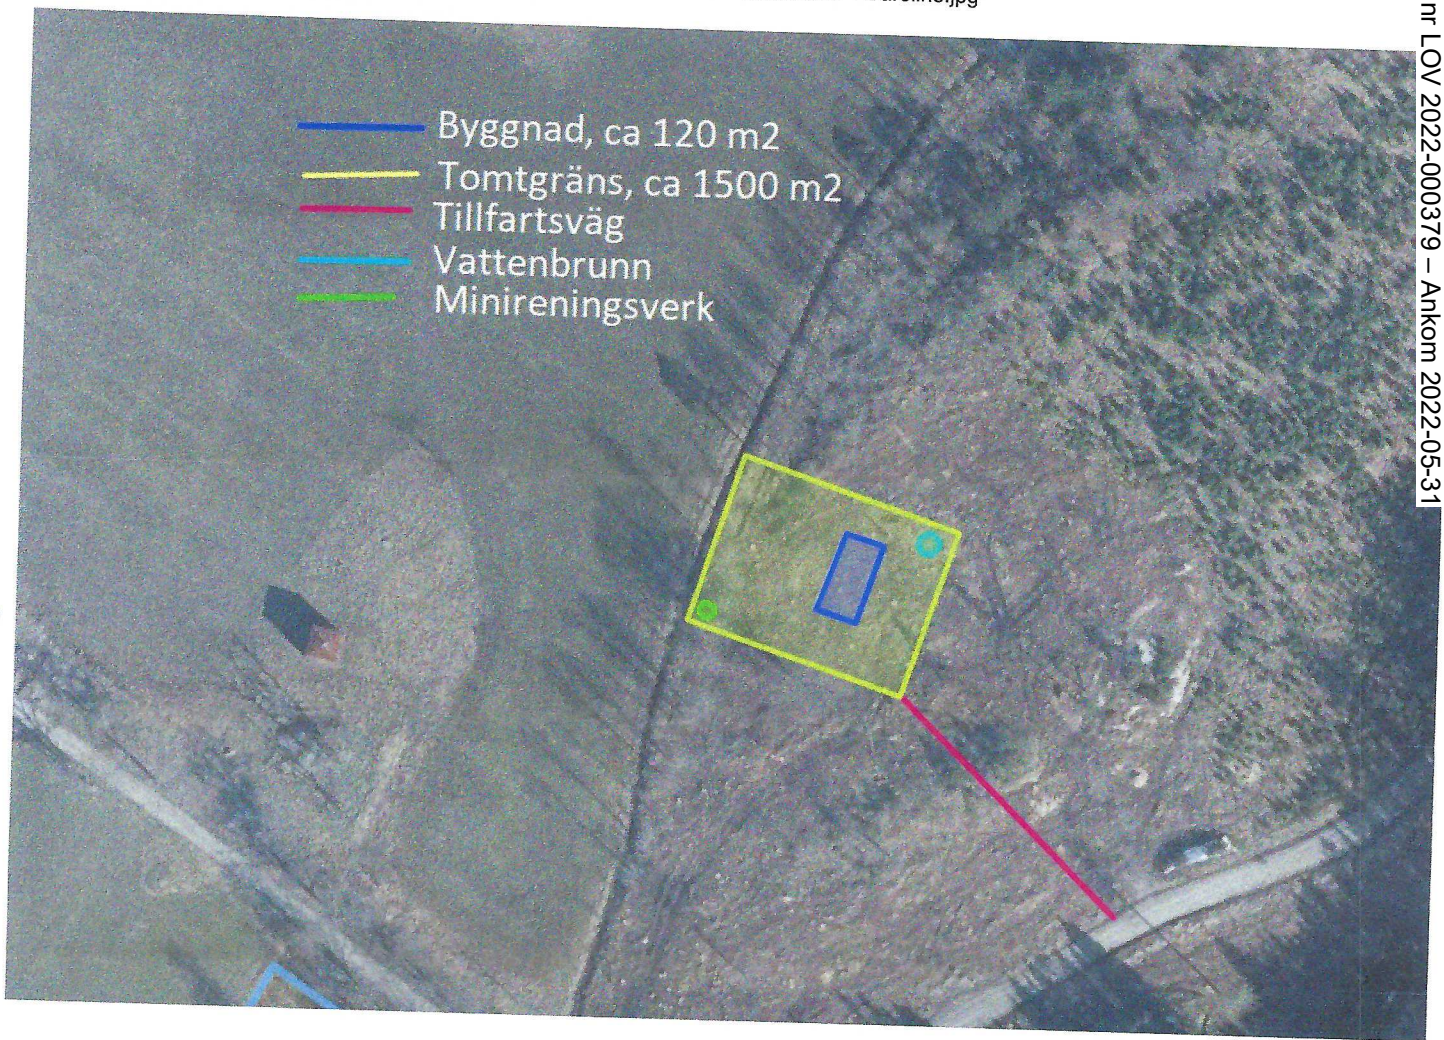 Byggnad, ca 120 m2
Tomtgräns, ca 1500 m2
Tillfartsväg
Vattenbrunn
Minireningsverk
nr LOV 2022-000379 – Ankom 2022-05-31